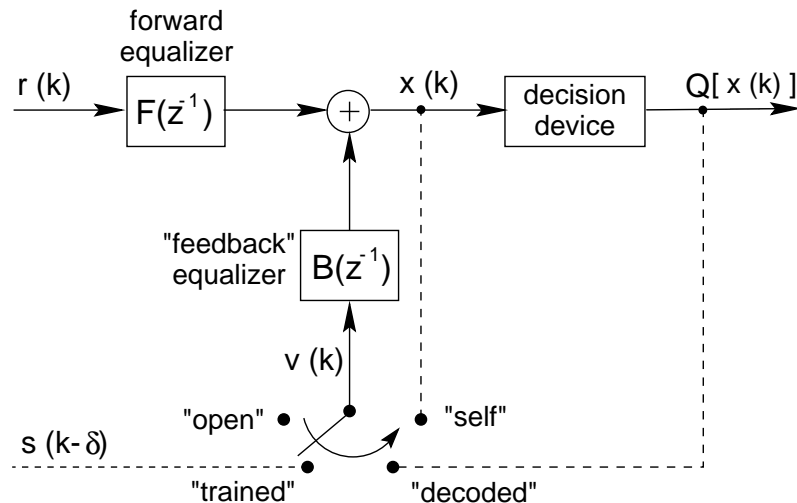 forward
equalizer
r (k)
F(z⁻¹)
+
x (k)
decision
device
Q[ x (k) ]
"feedback"
equalizer
B(z⁻¹)
v (k)
"open"
"self"
s (k- δ)
"trained"
"decoded"